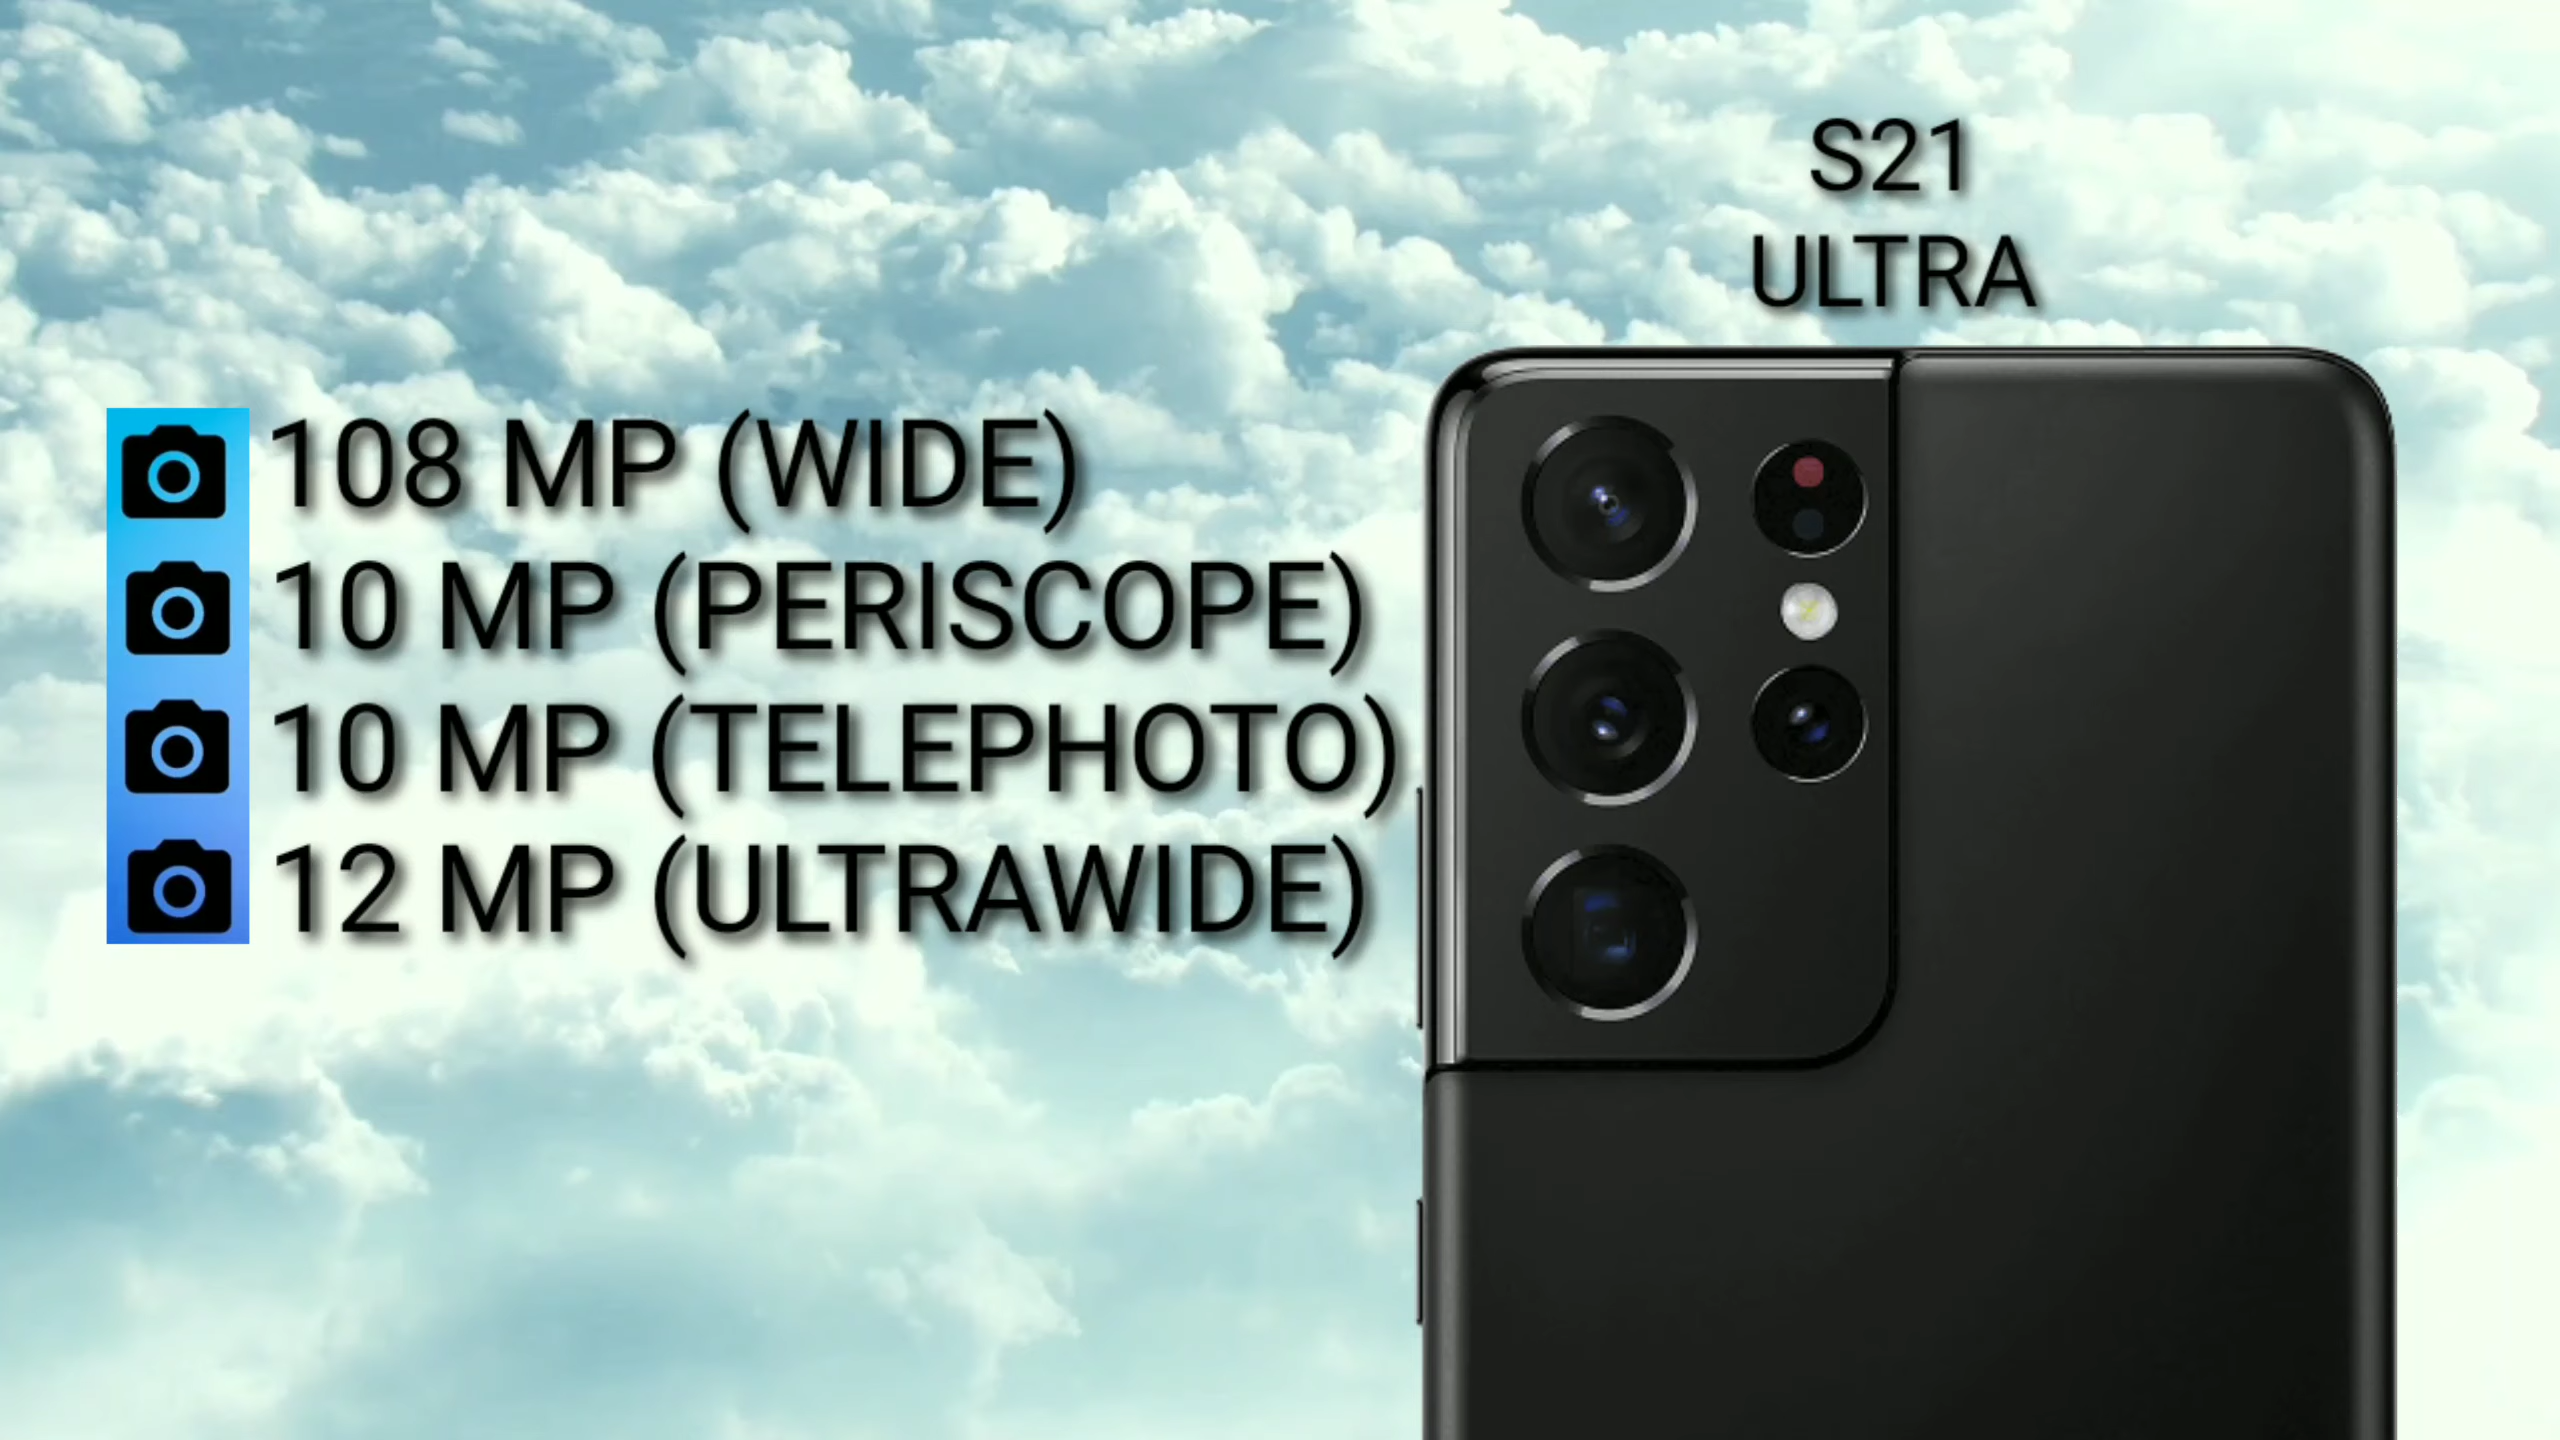 S21
ULTRA
108 MP (WIDE)
10 MP (PERISCOPE)
10 MP (TELEPHOTO)
12 MP (ULTRAWIDE)